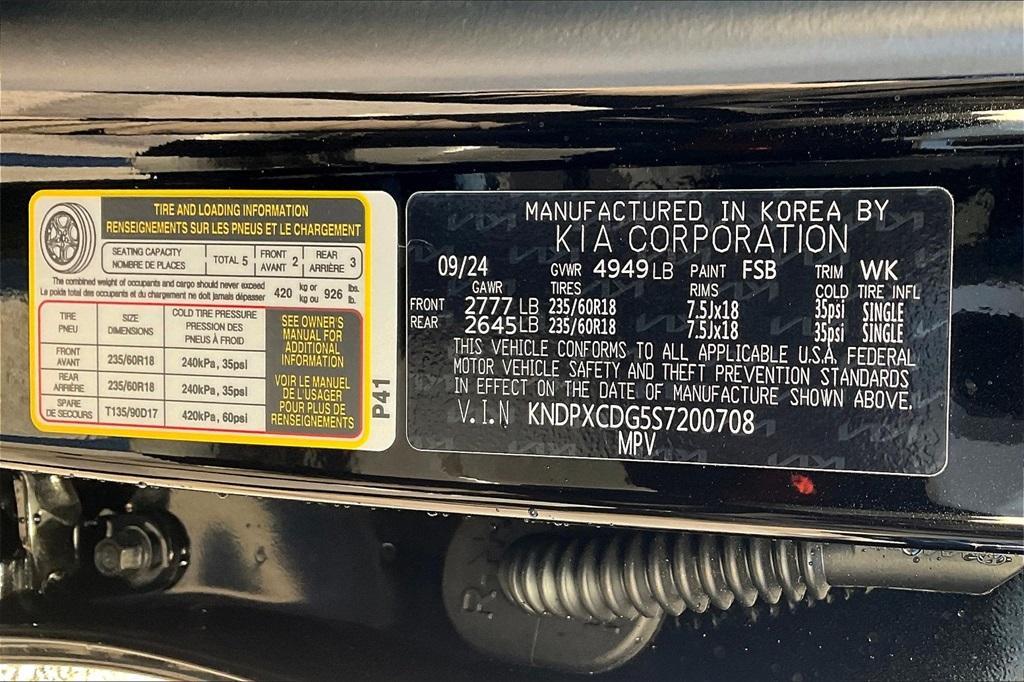 TIRE AND LOADING INFORMATION
RENSEIGNEMENTS SUR LES PNEUS ET LE CHARGEMENT
SEATING CAPACITY
NOMBRE DE PLACES
TOTAL 5
FRONT
AVANT 2
REAR
ARRIÈRE 3
The combined weight of occupants and cargo should never exceed
Le poids total des occupants et du chargement ne doit jamais dépasser
420 kg or
kg ou 926 lbs.
lb.
TIRE
PNEU
SIZE
DIMENSIONS
COLD TIRE PRESSURE
PRESSION DES
PNEUS À FROID
FRONT
AVANT
235/60R18
240kPa, 35psi
REAR
ARRIÈRE
235/60R18
240kPa, 35psi
SPARE
DE SECOURS
T135/90D17
420kPa, 60psi
SEE OWNER'S
MANUAL FOR
ADDITIONAL
INFORMATION
VOIR LE MANUEL
DE L'USAGER
POUR PLUS DE
RENSEIGNEMENTS
P41
MANUFACTURED IN KOREA BY
KIA CORPORATION
09/24 GVWR 4949 LB PAINT FSB TRIM WK
GAWR TIRES RIMS COLD TIRE INFL
FRONT 2777 LB 235/60R18 7.5Jx18 35psi SINGLE
REAR 2645 LB 235/60R18 7.5Jx18 35psi SINGLE
THIS VEHICLE CONFORMS TO ALL APPLICABLE U.S.A. FEDERAL
MOTOR VEHICLE SAFETY AND THEFT PREVENTION STANDARDS
IN EFFECT ON THE DATE OF MANUFACTURE SHOWN ABOVE.
V.I.N KNDPXCDG5S7200708
MPV